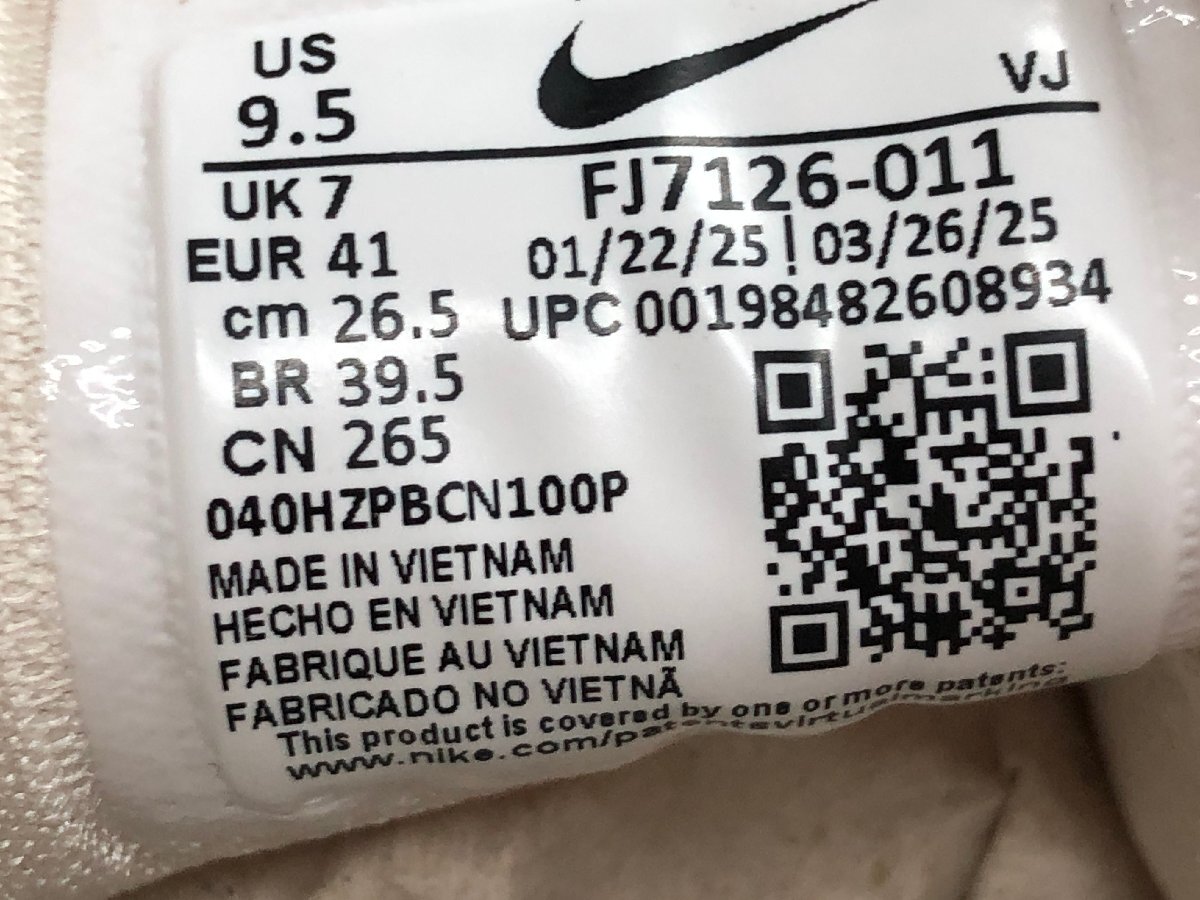 US
9.5
VJ
UK 7
FJ7126-011
EUR 41
01/22/25 | 03/26/25
cm 26.5
UPC 00198482608934
BR 39.5
CN 265
040HZPBCN100P
MADE IN VIETNAM
HECHO EN VIETNAM
FABRIQUE AU VIETNAM
FABRICADO NO VIETNÃ
This product is covered by one or more patents:
www.nike.com/patentsvirtualmarking